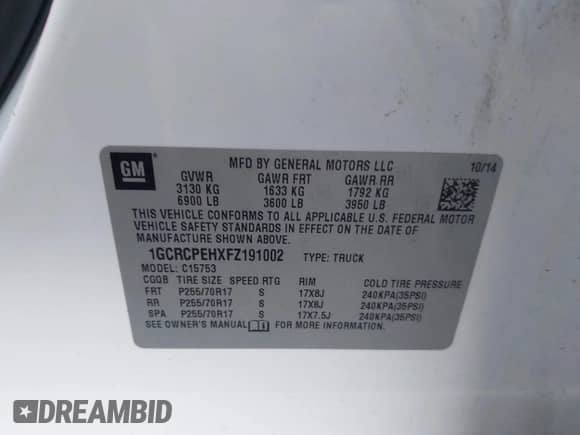 GM
MFD BY GENERAL MOTORS LLC
10/14
GVWR GAWR FRT GAWR RR
3130 KG 1633 KG 1792 KG
6900 LB 3600 LB 3950 LB
THIS VEHICLE CONFORMS TO ALL APPLICABLE U.S. FEDERAL MOTOR
VEHICLE SAFETY STANDARDS IN EFFECT ON THE DATE OF
MANUFACTURE SHOWN ABOVE.
1GCRCPEHXFZ191002 TYPE: TRUCK
MODEL: C15753
CGQB TIRE SIZE SPEED RTG RIM COLD TIRE PRESSURE
FRT P255/70R17 S 17X8J 240KPA(35PSI)
RR P255/70R17 S 17X8J 240KPA(35PSI)
SPA P255/70R17 S 17X7.5J 240KPA(35PSI)
SEE OWNER'S MANUAL FOR MORE INFORMATION.
DREAMBID